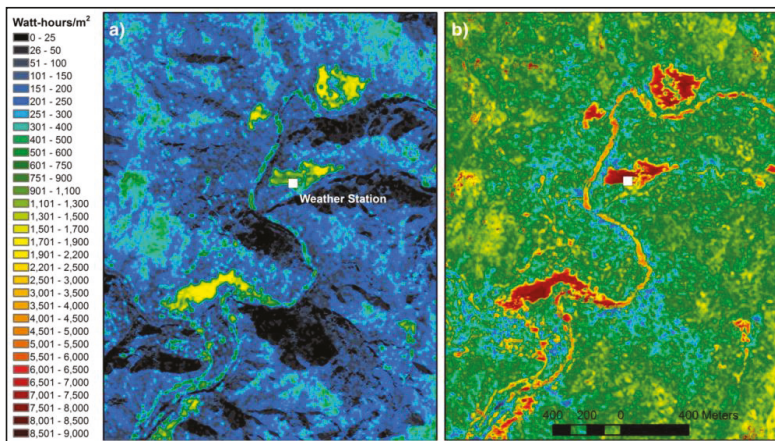 Watt-hours/m²
0 - 25
26 - 50
51 - 100
101 - 150
151 - 200
201 - 250
251 - 300
301 - 400
401 - 500
501 - 600
601 - 750
751 - 900
901 - 1,100
1,101 - 1,300
1,301 - 1,500
1,501 - 1,700
1,701 - 1,900
1,901 - 2,200
2,201 - 2,500
2,501 - 3,000
3,001 - 3,500
3,501 - 4,000
4,001 - 4,500
4,501 - 5,000
5,001 - 5,500
5,501 - 6,000
6,001 - 6,500
6,501 - 7,000
7,001 - 7,500
7,501 - 8,000
8,001 - 8,500
8,501 - 9,000
a)
Weather Station
b)
400 200 0 400 Meters